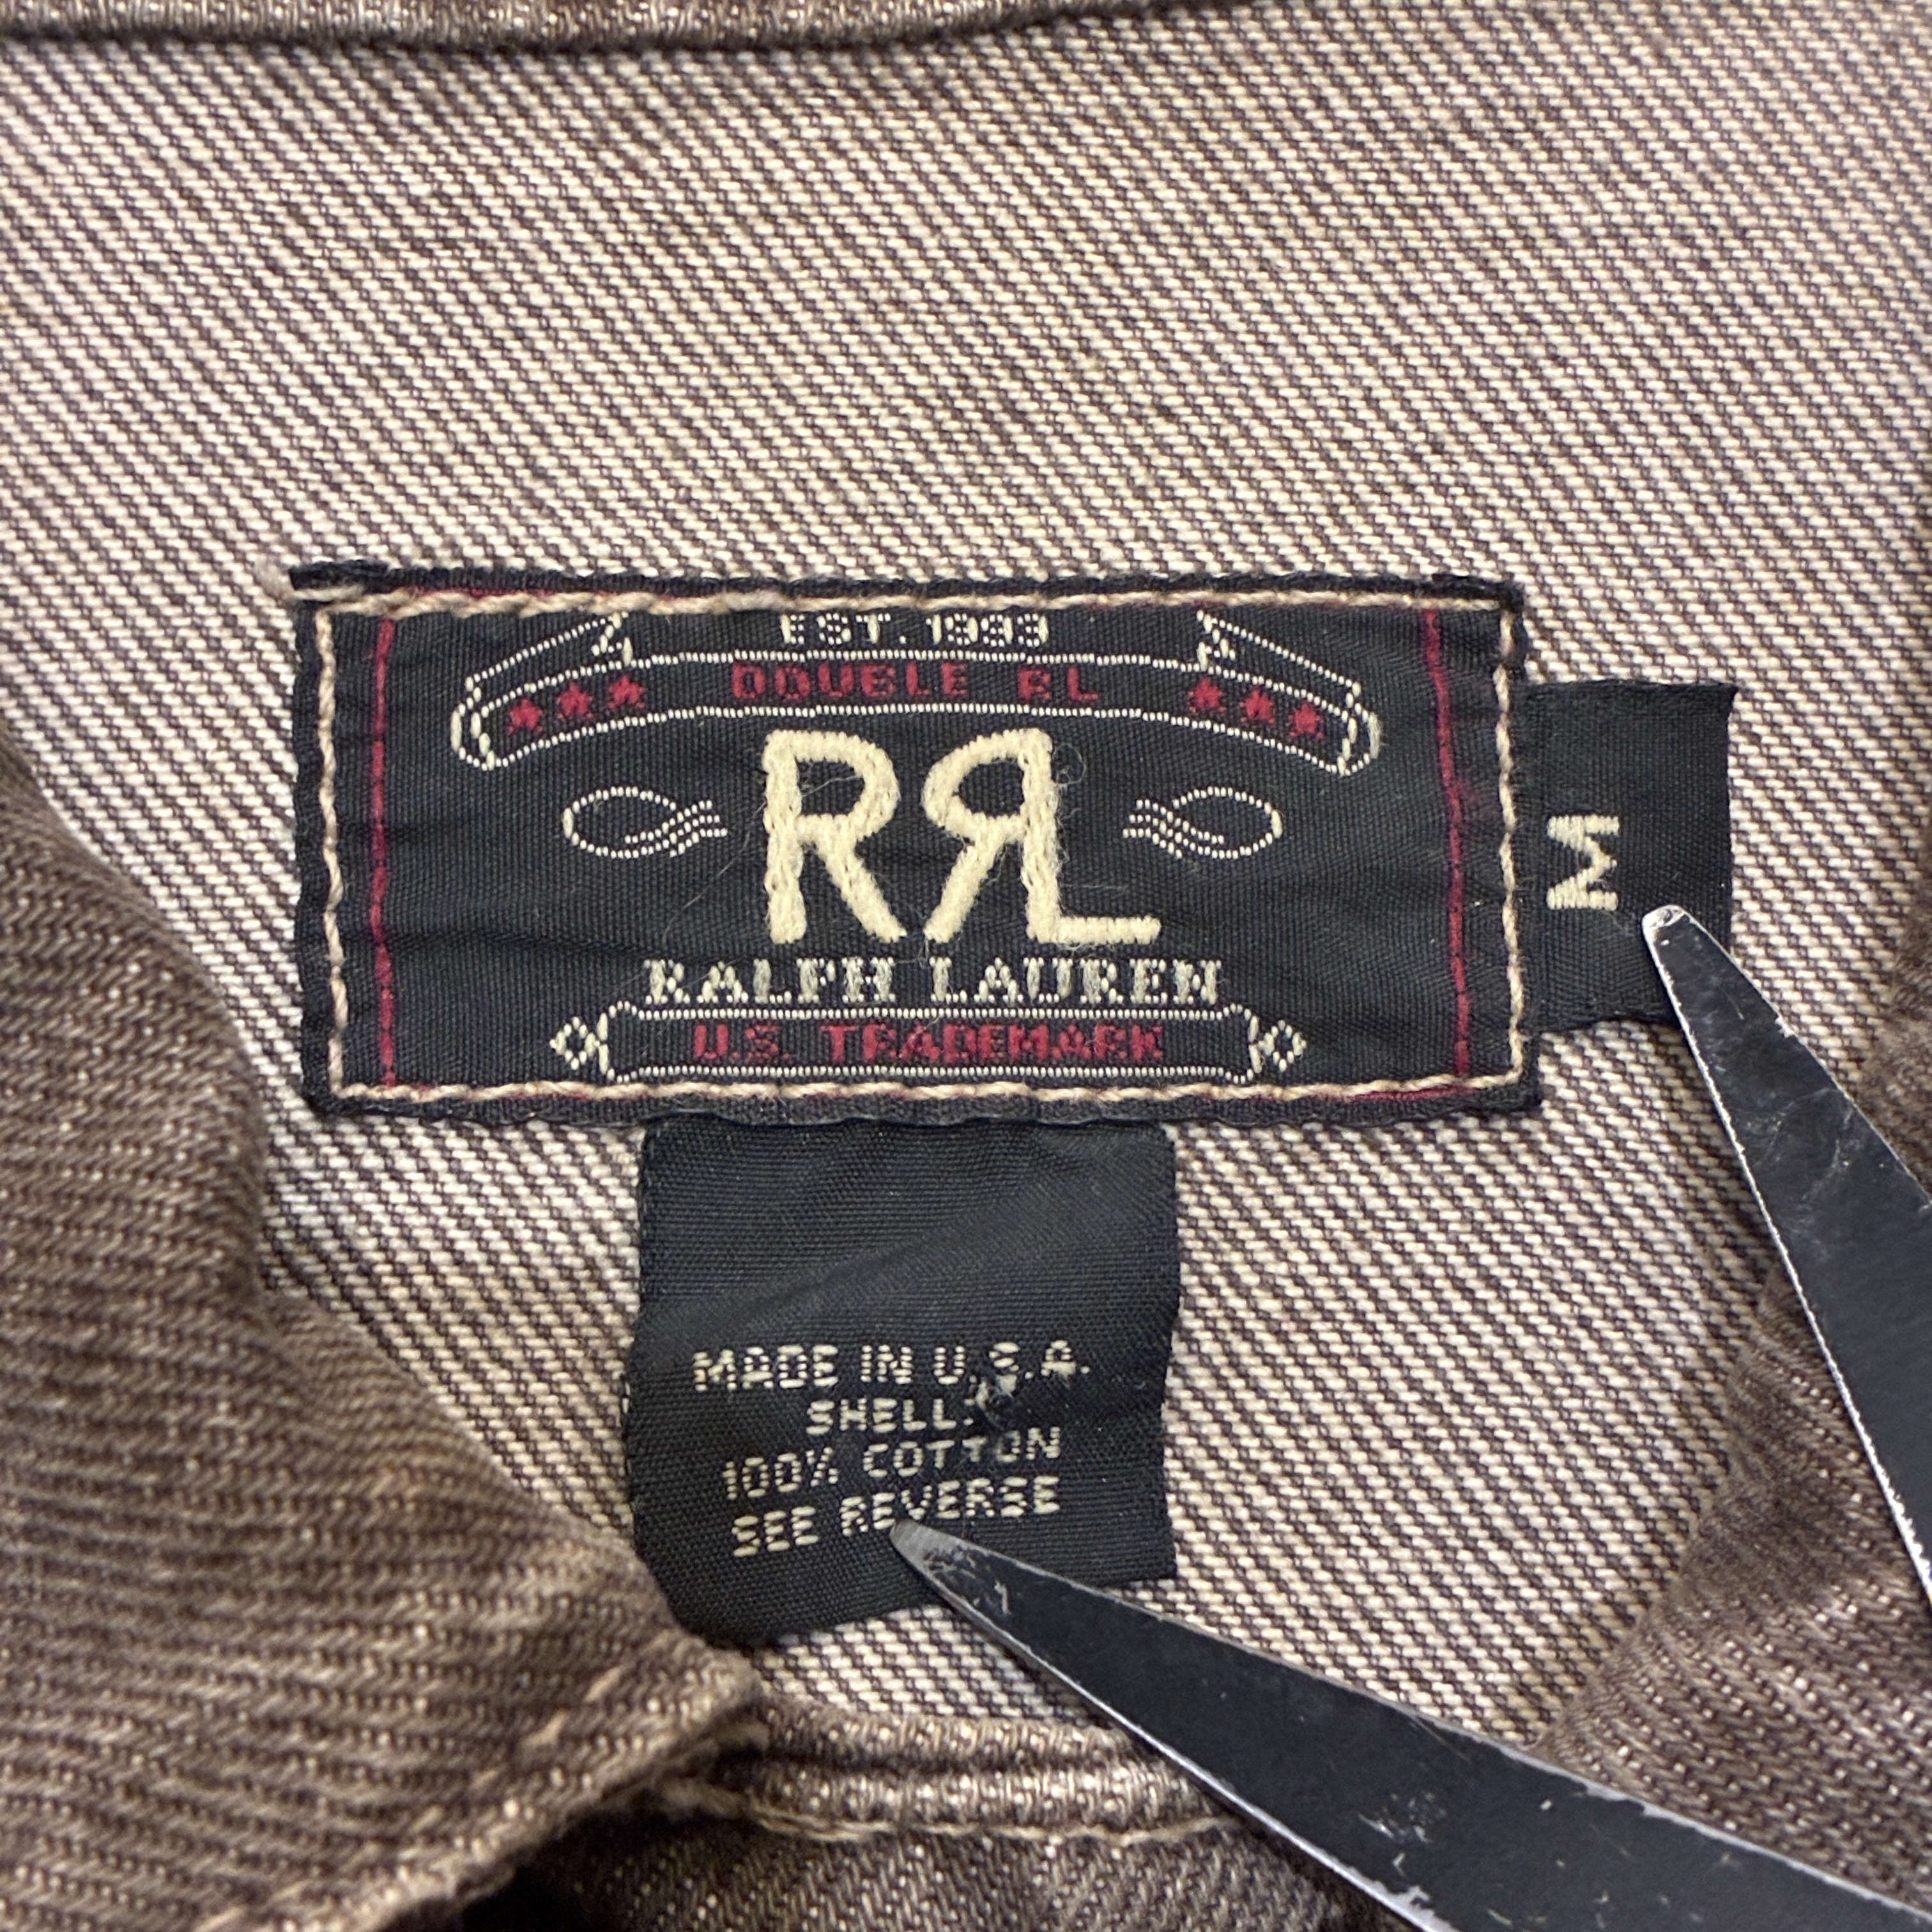 EST. 1993
DOUBLE RL
RRL
RALPH LAUREN
U.S. TRADEMARK
M
MADE IN U.S.A.
SHELL:
100% COTTON
SEE REVERSE